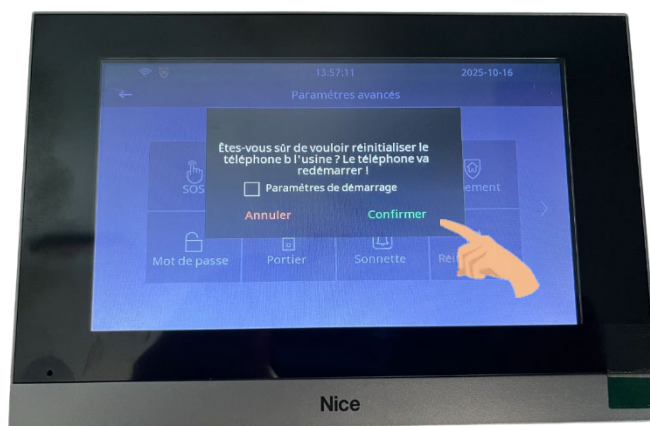 13:57:11
2025-10-16
Paramètres avancés
Êtes-vous sûr de vouloir réinitialiser le
téléphone b l'usine ? Le téléphone va
redémarrer !
Paramètres de démarrage
Annuler
Confirmer
SOS
ement
Mot de passe
Portier
Sonnette
Réi
Nice